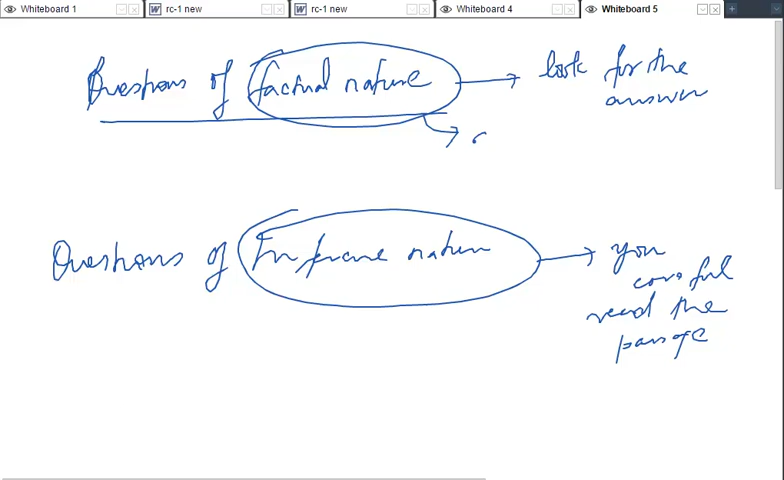 Whiteboard 1 rc-1 new rc-1 new Whiteboard 4 Whiteboard 5
Questions of factual nature → look for the
answer
Questions of Inference nature → you
careful
read the
passage